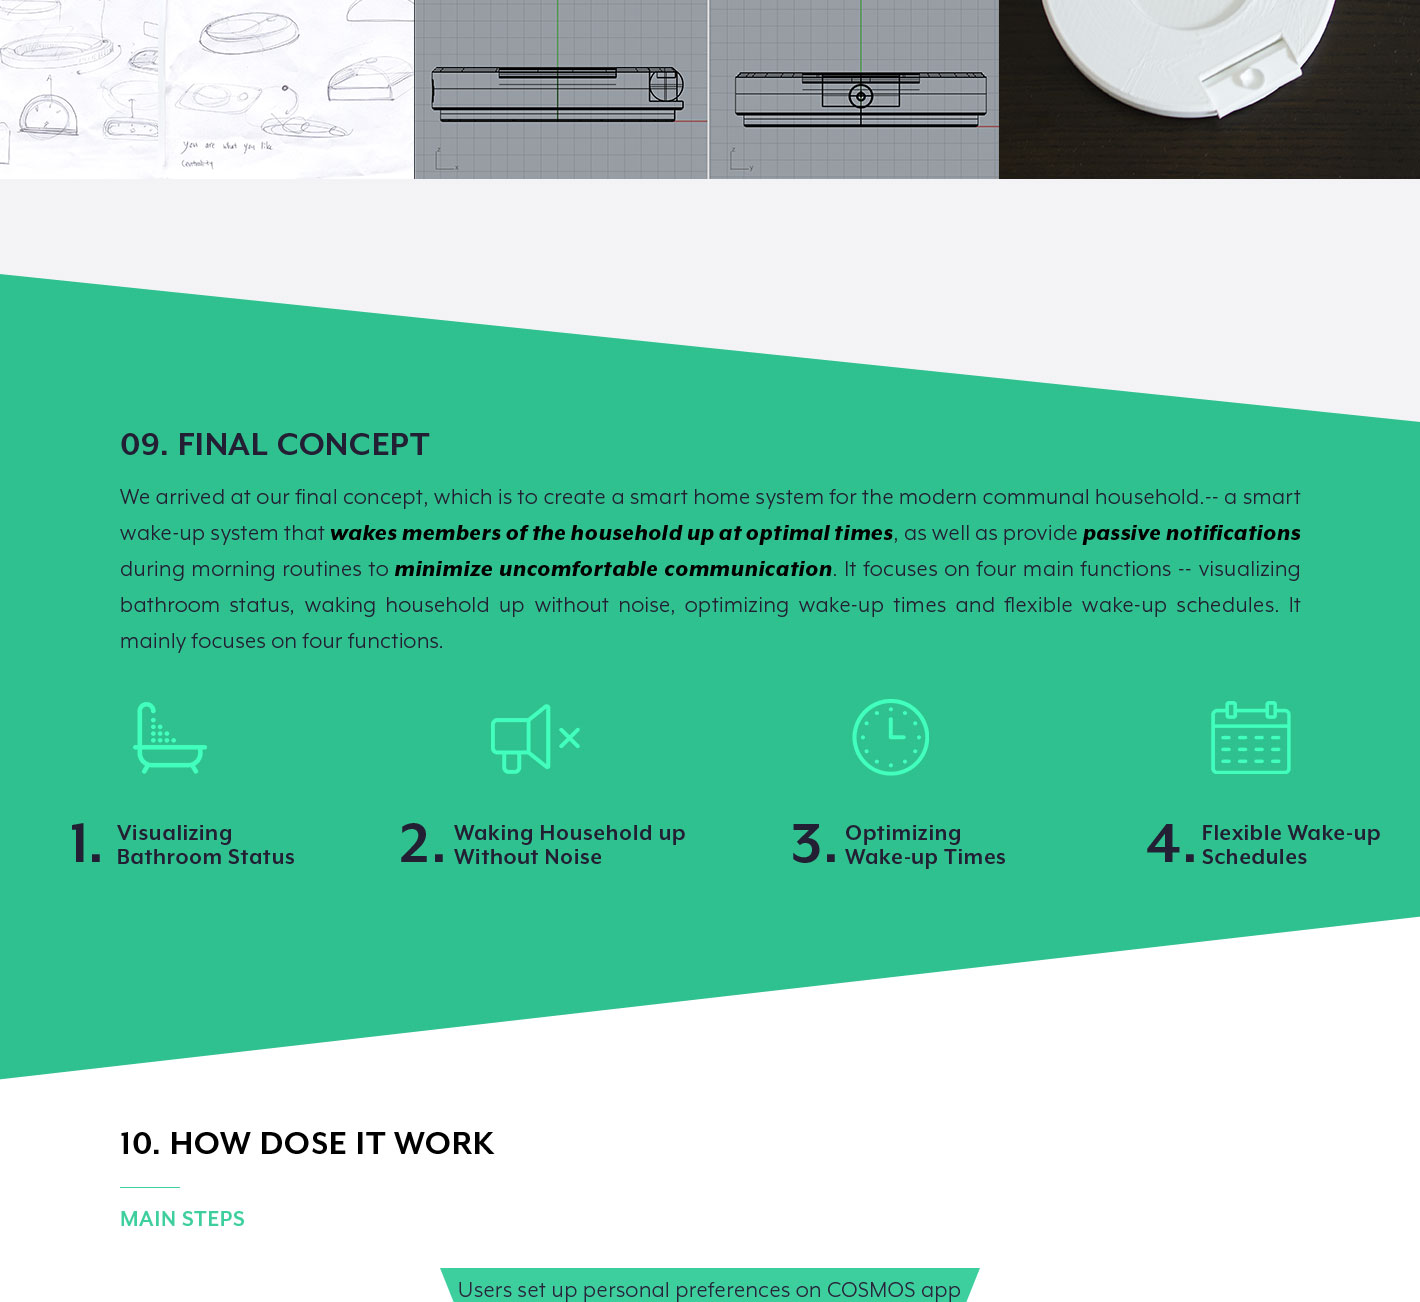 you are what you like
Centrality
z
x
z
y
09. FINAL CONCEPT
We arrived at our final concept, which is to create a smart home system for the modern communal household.-- a smart
wake-up system that wakes members of the household up at optimal times, as well as provide passive notifications
during morning routines to minimize uncomfortable communication. It focuses on four main functions -- visualizing
bathroom status, waking household up without noise, optimizing wake-up times and flexible wake-up schedules. It
mainly focuses on four functions.
1. Visualizing
Bathroom Status
2. Waking Household up
Without Noise
3. Optimizing
Wake-up Times
4. Flexible Wake-up
Schedules
10. HOW DOSE IT WORK
MAIN STEPS
Users set up personal preferences on COSMOS app